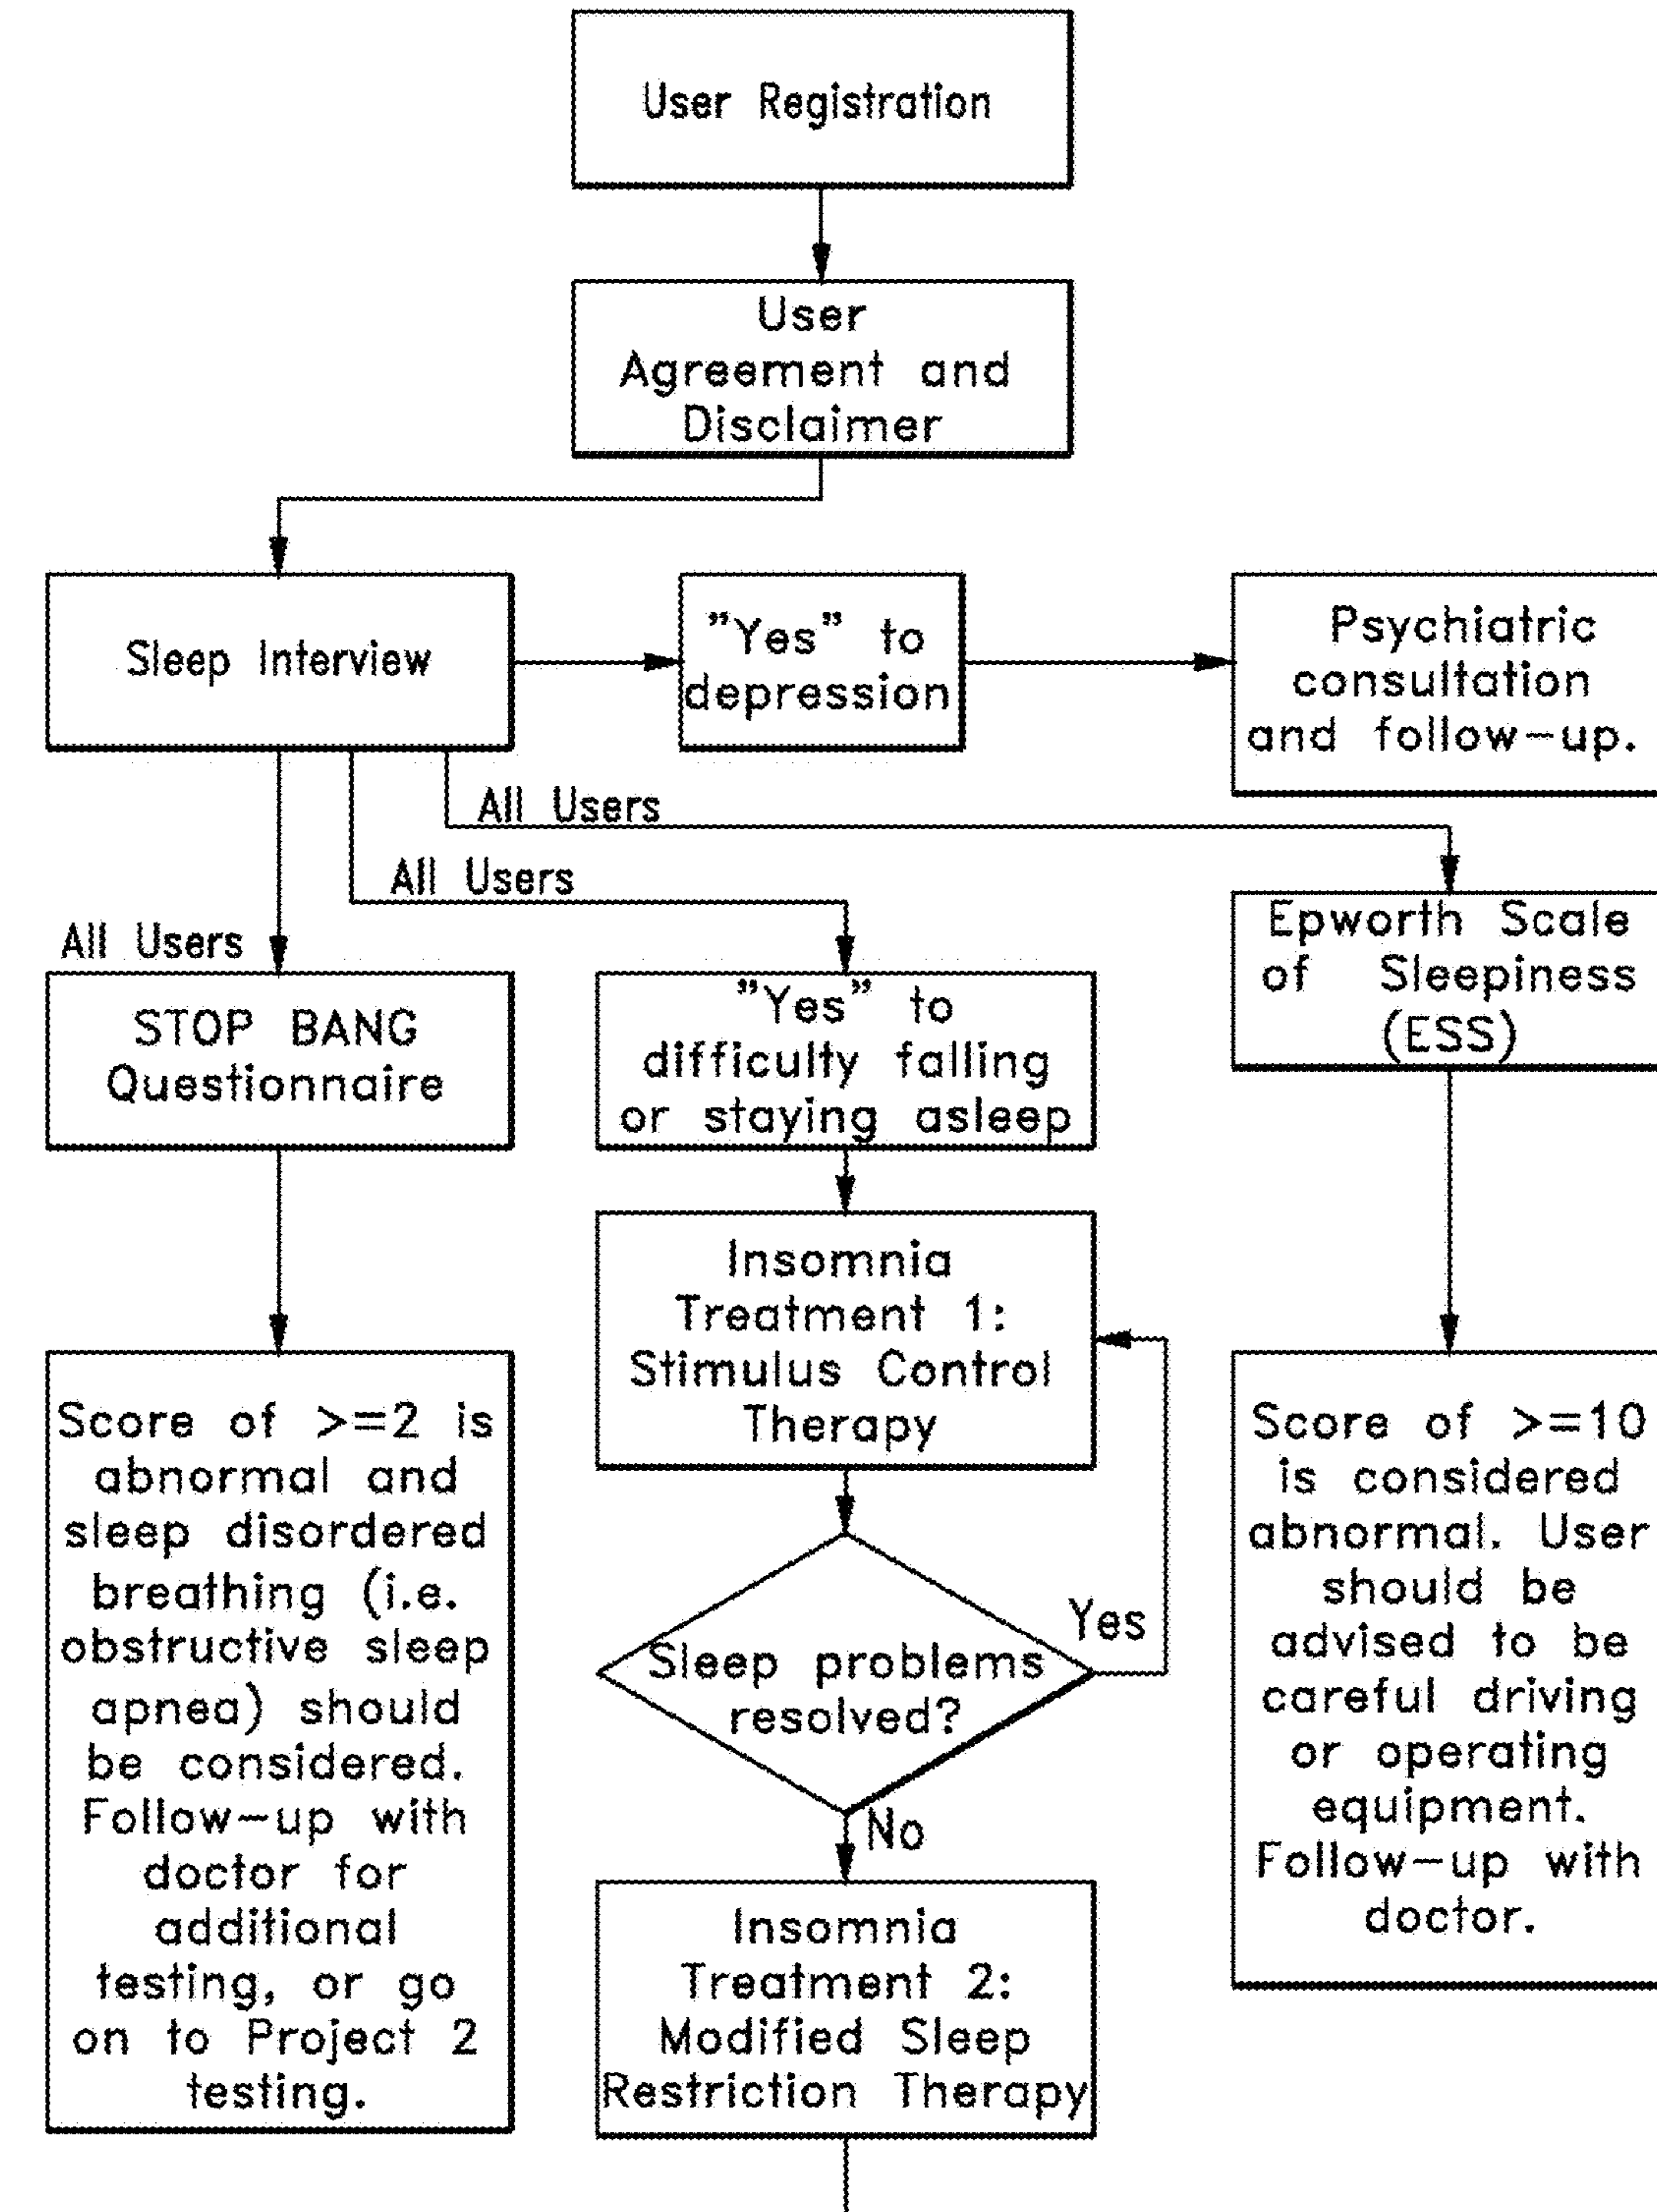 User Registration
User
Agreement and
Disclaimer
Sleep Interview
"Yes" to
depression
Psychiatric
consultation
and follow-up.
All Users
All Users
All Users
STOP BANG
Questionnaire
"Yes" to
difficulty falling
or staying asleep
Epworth Scale
of Sleepiness
(ESS)
Insomnia
Treatment 1:
Stimulus Control
Therapy
Score of >=2 is
abnormal and
sleep disordered
breathing (i.e.
obstructive sleep
apnea) should
be considered.
Follow-up with
doctor for
additional
testing, or go
on to Project 2
testing.
Sleep problems
resolved?
Yes
No
Insomnia
Treatment 2:
Modified Sleep
Restriction Therapy
Score of >=10
is considered
abnormal. User
should be
advised to be
careful driving
or operating
equipment.
Follow-up with
doctor.